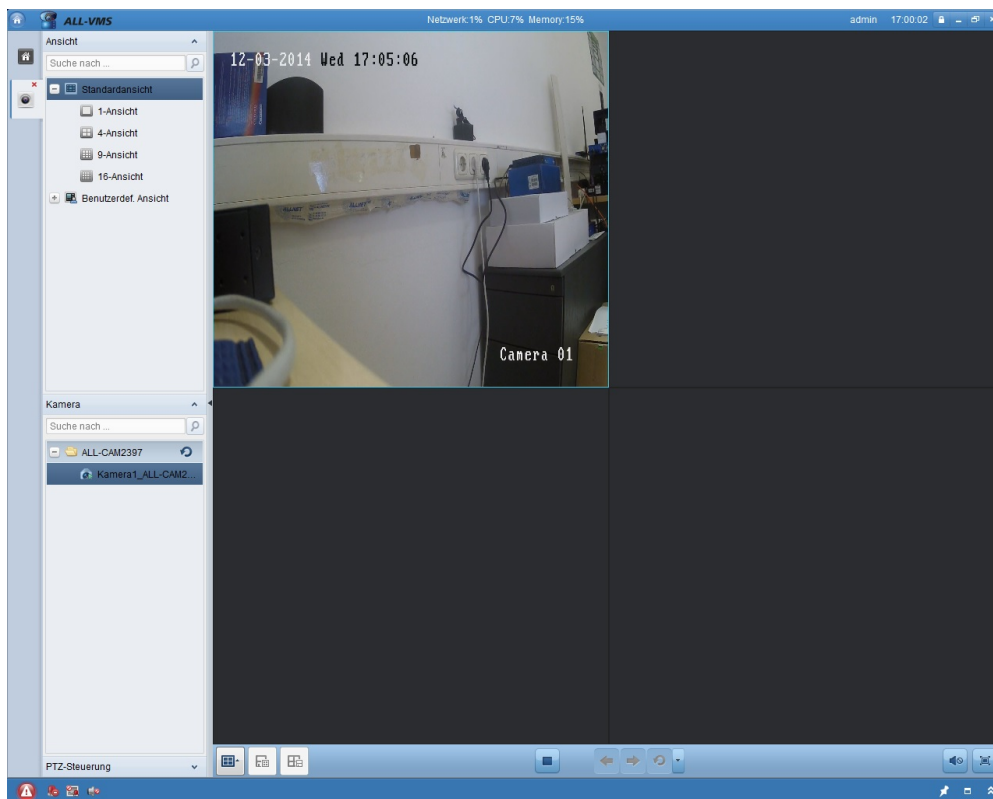 ALL-VMS
Netzwerk:1% CPU:7% Memory:15%
admin 17:00:02
Ansicht
Suche nach ...
Standardansicht
1-Ansicht
4-Ansicht
9-Ansicht
16-Ansicht
Benutzerdef. Ansicht
12-03-2014 Wed 17:05:06
Camera 01
Kamera
Suche nach ...
ALL-CAM2397
Kamera1_ALL-CAM2...
PTZ-Steuerung